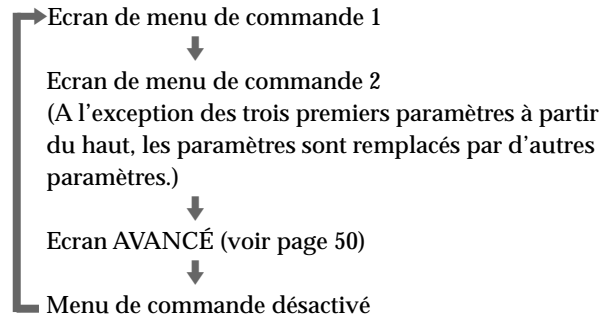 Ecran de menu de commande 1
Ecran de menu de commande 2
(A l'exception des trois premiers paramètres à partir
du haut, les paramètres sont remplacés par d'autres
paramètres.)
Ecran AVANCÉ (voir page 50)
Menu de commande désactivé